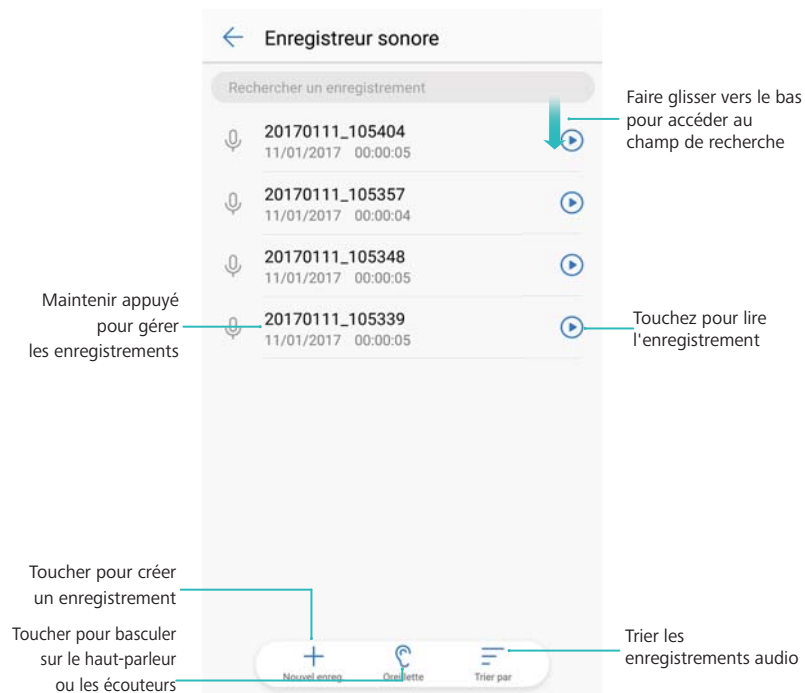 Enregistreur sonore
Rechercher un enregistrement
Faire glisser vers le bas
pour accéder au
champ de recherche
20170111_105404
11/01/2017 00:00:05
20170111_105357
11/01/2017 00:00:04
20170111_105348
11/01/2017 00:00:05
Maintenir appuyé
pour gérer
les enregistrements
20170111_105339
11/01/2017 00:00:05
Touchez pour lire
l'enregistrement
Toucher pour créer
un enregistrement
Toucher pour basculer
sur le haut-parleur
ou les écouteurs
Nouvel enreg.
Oreillette
Trier par
Trier les
enregistrements audio